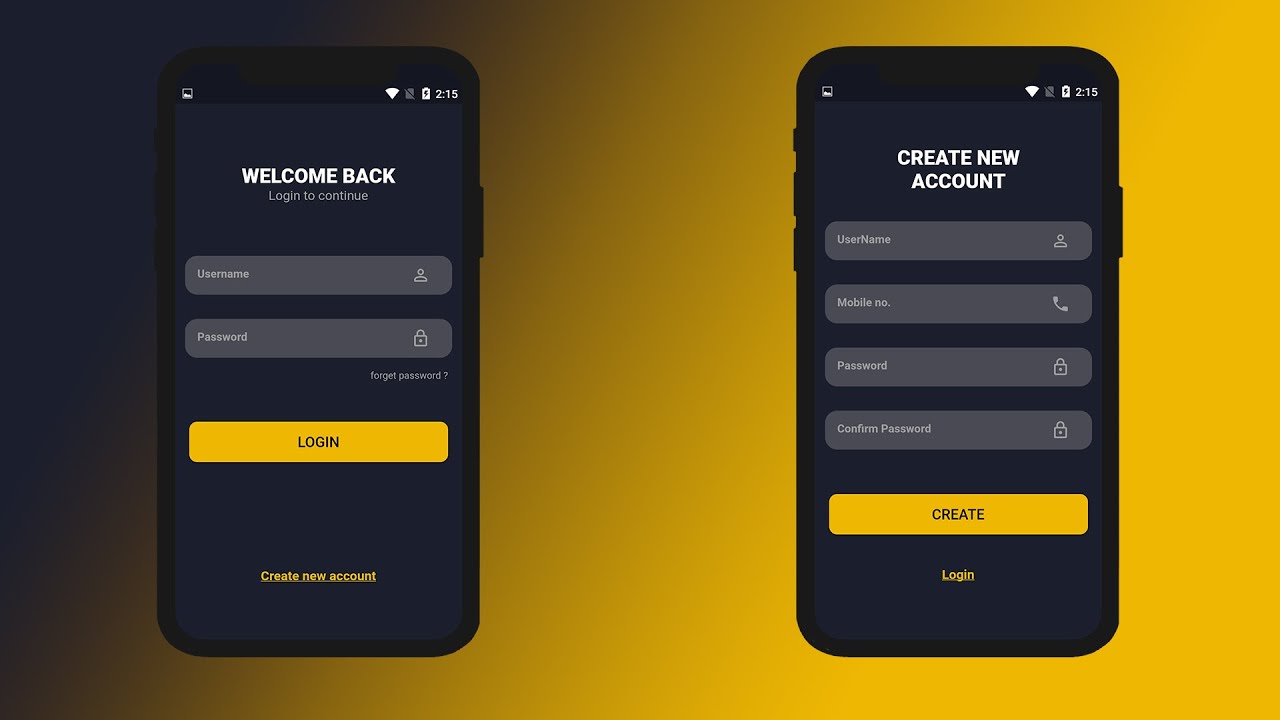 2:15
WELCOME BACK
Login to continue
Username
Password
forget password ?
LOGIN
Create new account
2:15
CREATE NEW
ACCOUNT
UserName
Mobile no.
Password
Confirm Password
CREATE
Login